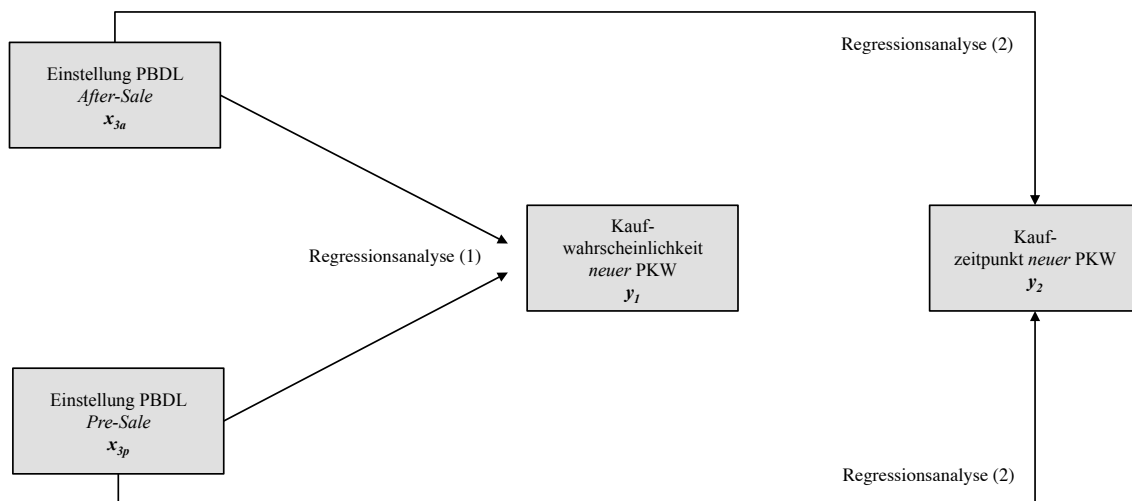 Regressionsanalyse (2)
Einstellung PBDL
After-Sale
x3a
Kauf-
wahrscheinlichkeit
neuer PKW
y1
Kauf-
zeitpunkt neuer PKW
y2
Regressionsanalyse (1)
Einstellung PBDL
Pre-Sale
x3p
Regressionsanalyse (2)